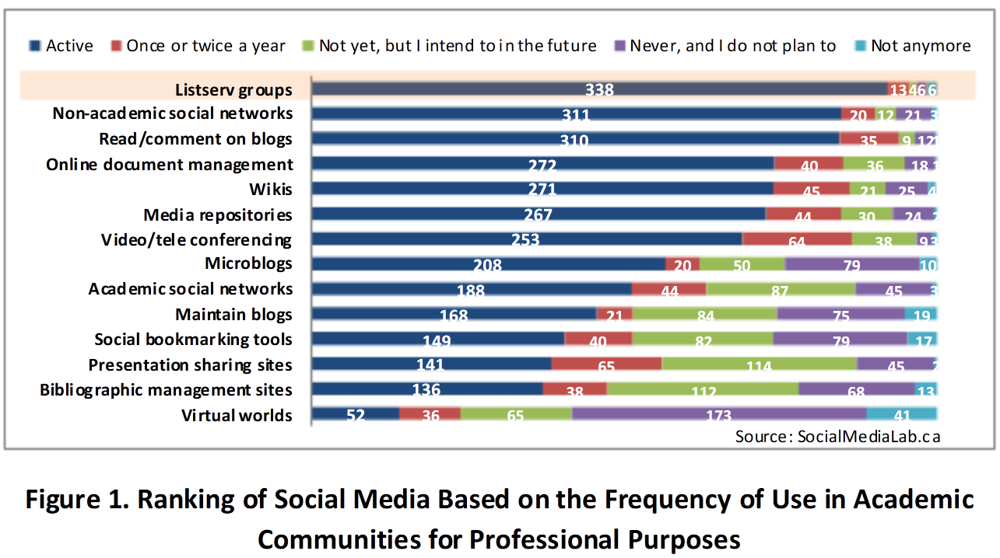 Active Once or twice a year Not yet, but I intend to in the future Never, and I do not plan to Not anymore
Listserv groups 338 13 4 6 6
Non-academic social networks 311 20 12 21 3
Read/comment on blogs 310 35 9 12 1
Online document management 272 40 36 18 1
Wikis 271 45 21 25 4
Media repositories 267 44 30 24 2
Video/tele conferencing 253 64 38 9 3
Microblogs 208 20 50 79 10
Academic social networks 188 44 87 45 3
Maintain blogs 168 21 84 75 19
Social bookmarking tools 149 40 82 79 17
Presentation sharing sites 141 65 114 45 2
Bibliographic management sites 136 38 112 68 13
Virtual worlds 52 36 65 173 41
Source: SocialMediaLab.ca
Figure 1. Ranking of Social Media Based on the Frequency of Use in Academic
Communities for Professional Purposes